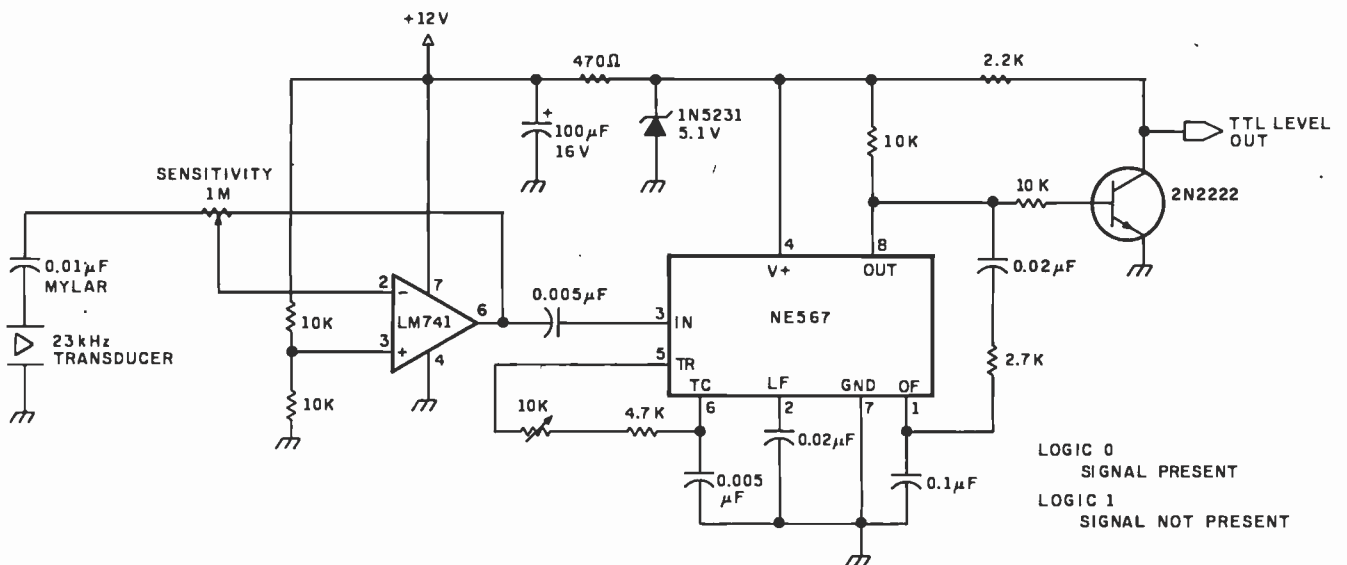 +12V
470Ω
2.2K
+
100µF
16V
1N5231
5.1V
10K
TTL LEVEL
OUT
SENSITIVITY
1M
10K
2N2222
0.01µF
MYLAR
2
-
7
LM741
6
3
+
4
0.005µF
4
V+
8
OUT
0.02µF
23kHz
TRANSDUCER
10K
10K
3
IN
NE567
5
TR
TC
LF
GND
OF
6
2
7
1
2.7K
10K
4.7K
0.005
µF
0.02µF
0.1µF
LOGIC 0
SIGNAL PRESENT
LOGIC 1
SIGNAL NOT PRESENT